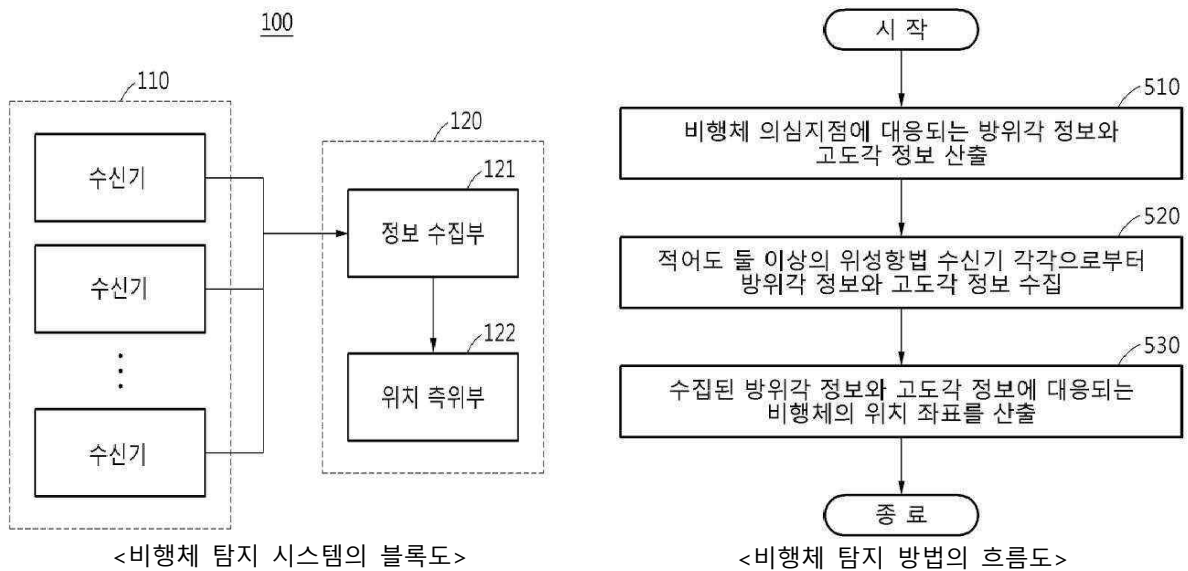 100
110
수신기
수신기
수신기
120
121
정보 수집부
122
위치 측위부
<비행체 탐지 시스템의 블록도>
시 작
510
비행체 의심지점에 대응되는 방위각 정보와
고도각 정보 산출
520
적어도 둘 이상의 위성항법 수신기 각각으로부터
방위각 정보와 고도각 정보 수집
530
수집된 방위각 정보와 고도각 정보에 대응되는
비행체의 위치 좌표를 산출
종 료
<비행체 탐지 방법의 흐름도>